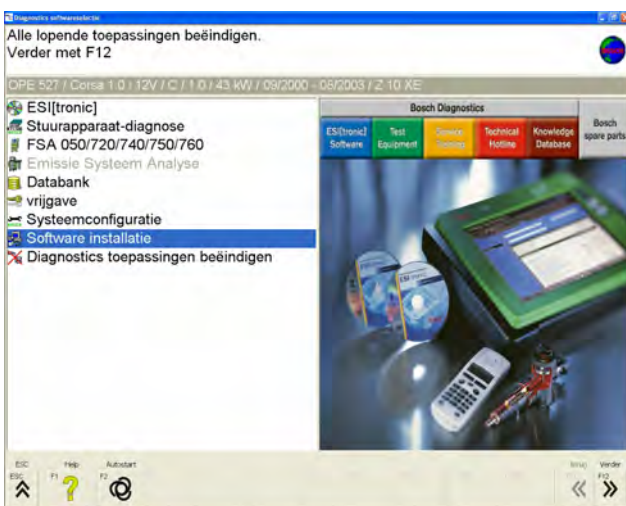 Diagnostics softwareselectie
Alle lopende toepassingen beëindigen.
Verder met F12
OPE 527 / Corsa 1.0 / 12V / C / 1.0 / 43 kW / 09/2000 - 06/2003 / Z 10 XE
ESI[tronic]
Stuurapparaat-diagnose
FSA 050/720/740/750/760
Emissie Systeem Analyse
Databank
vrijgave
Systeemconfiguratie
Software installatie
Diagnostics toepassingen beëindigen
Bosch Diagnostics
ESI[tronic] Software
Test Equipment
Technical Hotline
Knowledge Database
Bosch spare parts
ESC
Help
Autostart
Terug
Verder
ESC
F1
F2
F12